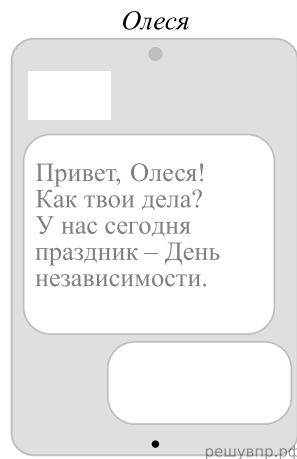 Олеся
Привет, Олеся!
Как твои дела?
У нас сегодня
праздник – День
независимости.
решувпр.рф